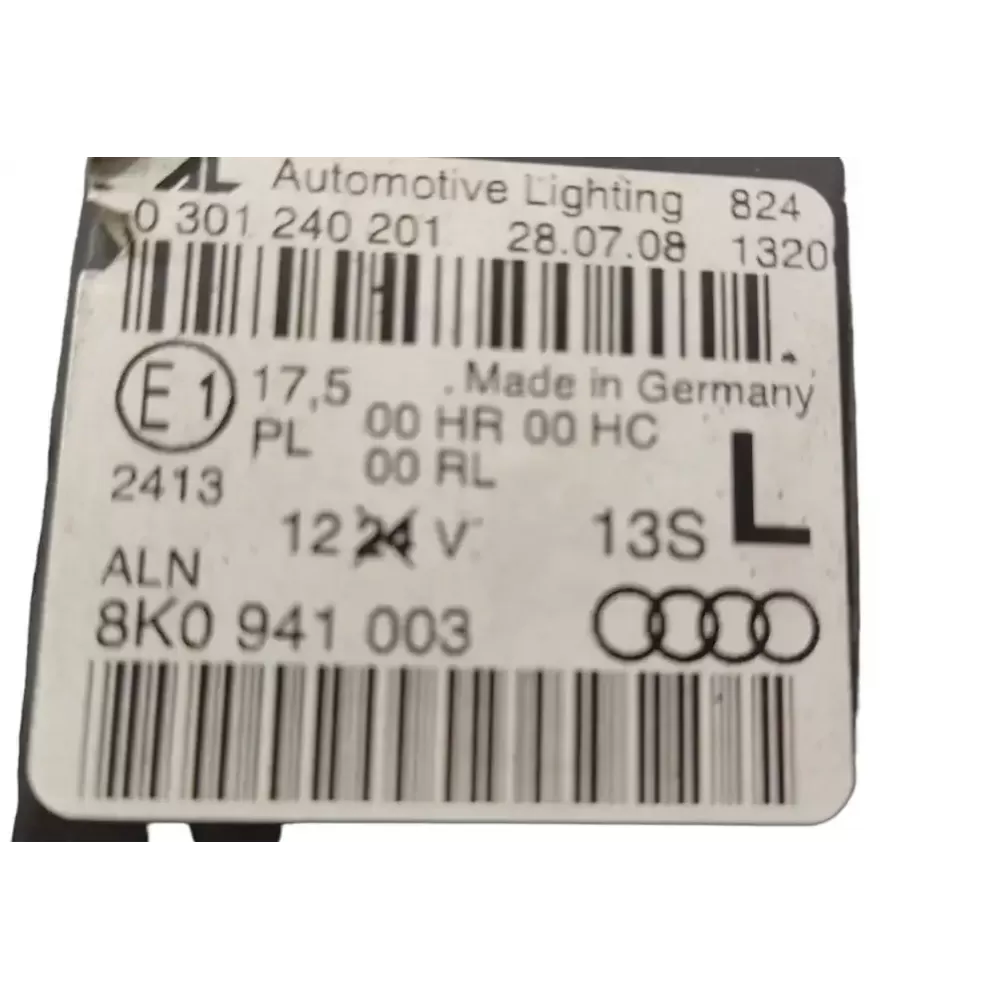 AL Automotive Lighting 824
0 301 240 201 28.07.08 1320
E1 17,5 . Made in Germany
PL 00 HR 00 HC
2413 00 RL L
12 24 V 13S
ALN
8K0 941 003